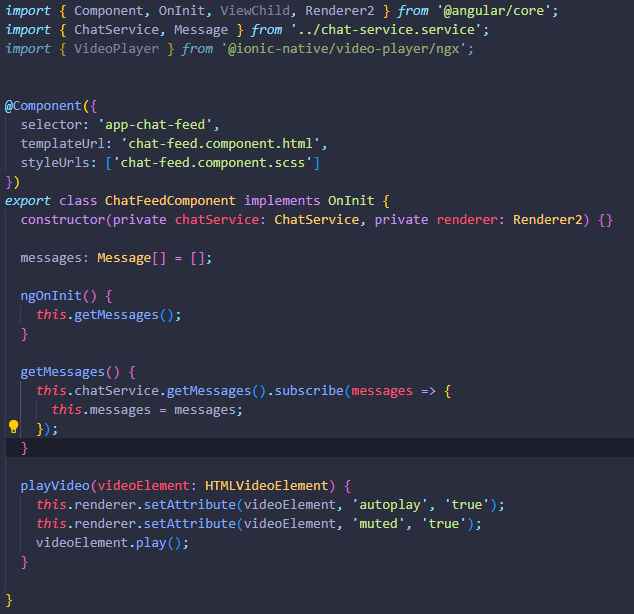 import { Component, OnInit, ViewChild, Renderer2 } from '@angular/core';
import { ChatService, Message } from '../chat-service.service';
import { VideoPlayer } from '@ionic-native/video-player/ngx';
@Component({
  selector: 'app-chat-feed',
  templateUrl: 'chat-feed.component.html',
  styleUrls: ['chat-feed.component.scss']
})
export class ChatFeedComponent implements OnInit {
  constructor(private chatService: ChatService, private renderer: Renderer2) {}
  messages: Message[] = [];
  ngOnInit() {
    this.getMessages();
  }
  getMessages() {
    this.chatService.getMessages().subscribe(messages => {
      this.messages = messages;
    });
  }
  playVideo(videoElement: HTMLVideoElement) {
    this.renderer.setAttribute(videoElement, 'autoplay', 'true');
    this.renderer.setAttribute(videoElement, 'muted', 'true');
    videoElement.play();
  }
}